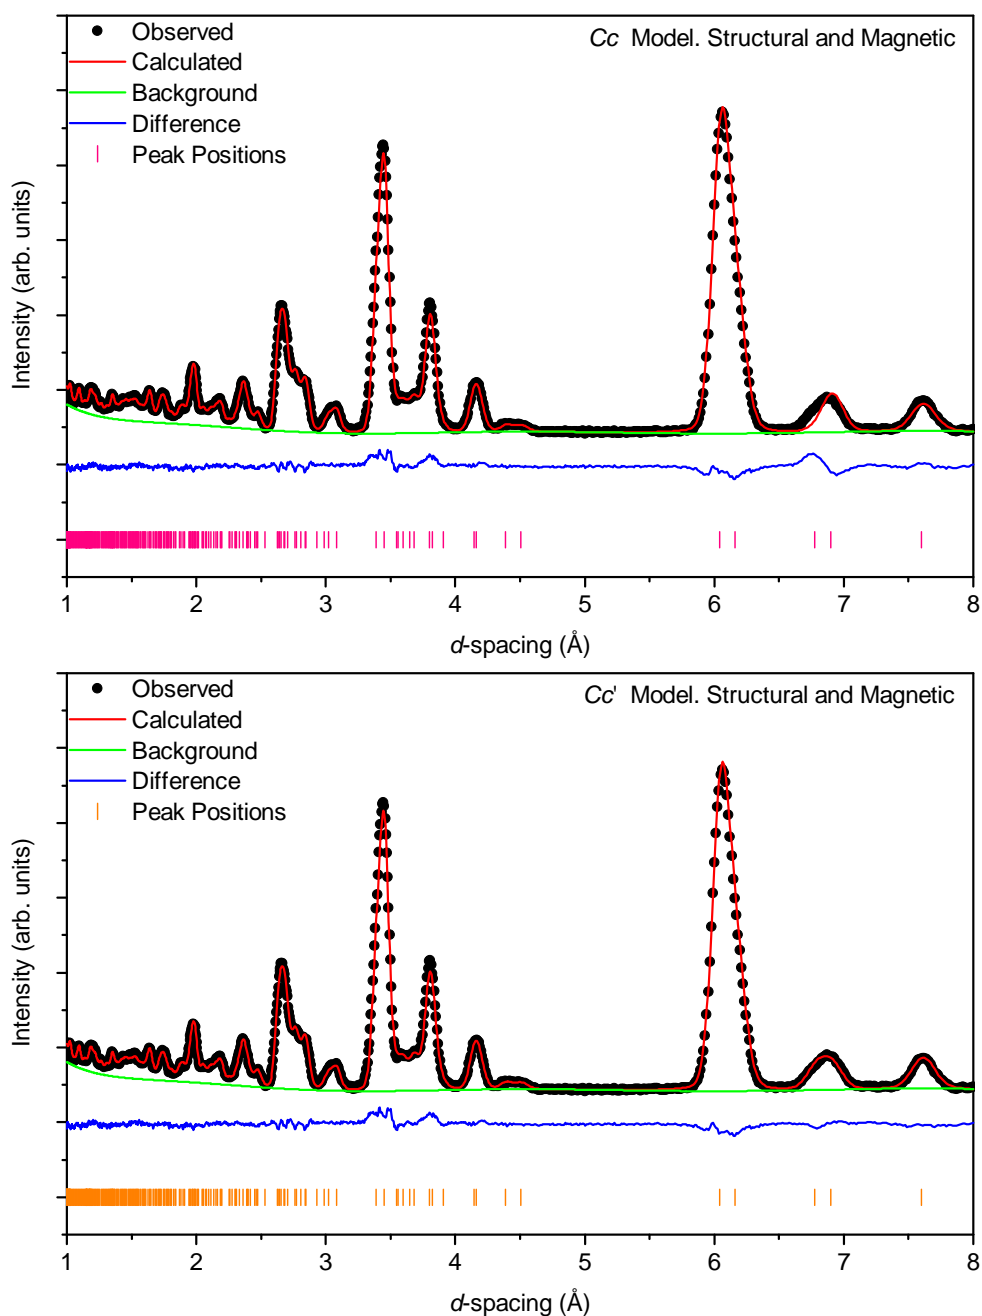 Observed
Calculated
Background
Difference
Peak Positions
Cc Model. Structural and Magnetic
Intensity (arb. units)
1 2 3 4 5 6 7 8
d-spacing (Å)
Observed
Calculated
Background
Difference
Peak Positions
Cc' Model. Structural and Magnetic
Intensity (arb. units)
1 2 3 4 5 6 7 8
d-spacing (Å)